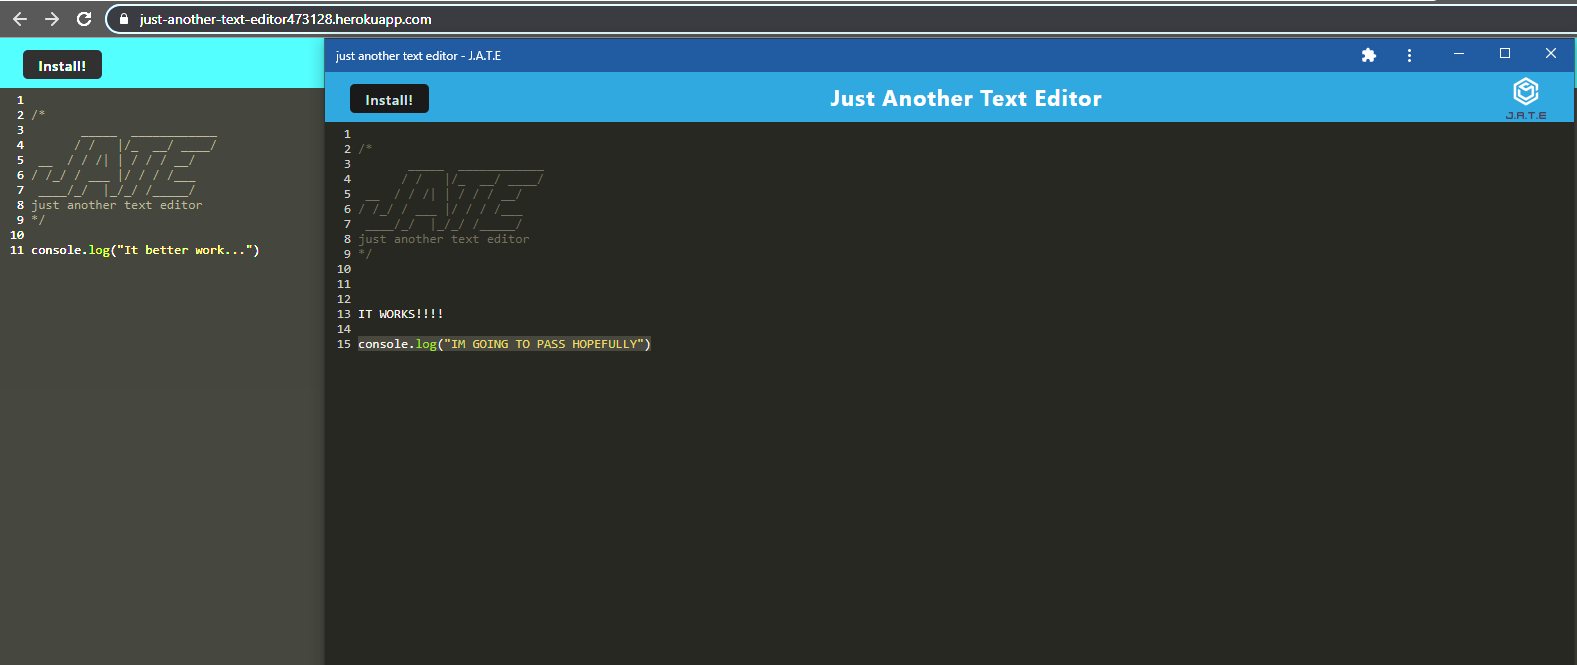 just-another-text-editor473128.herokuapp.com
Install!
1
2 /*
3        _____  ____________
4       / /   |/_  __/ ____/
5  __  / / /| | / / / __/
6 / /_/ / ___ |/ / / /___
7  ____/_/  |_/_/ /_____/
8 just another text editor
9 */
10
11 console.log("It better work...")
just another text editor - J.A.T.E
Install!
Just Another Text Editor
J.A.T.E
1
2 /*
3        _____  ____________
4       / /   |/_  __/ ____/
5  __  / / /| | / / / __/
6 / /_/ / ___ |/ / / /___
7  ____/_/  |_/_/ /_____/
8 just another text editor
9 */
10
11
12
13 IT WORKS!!!!
14
15 console.log("IM GOING TO PASS HOPEFULLY")